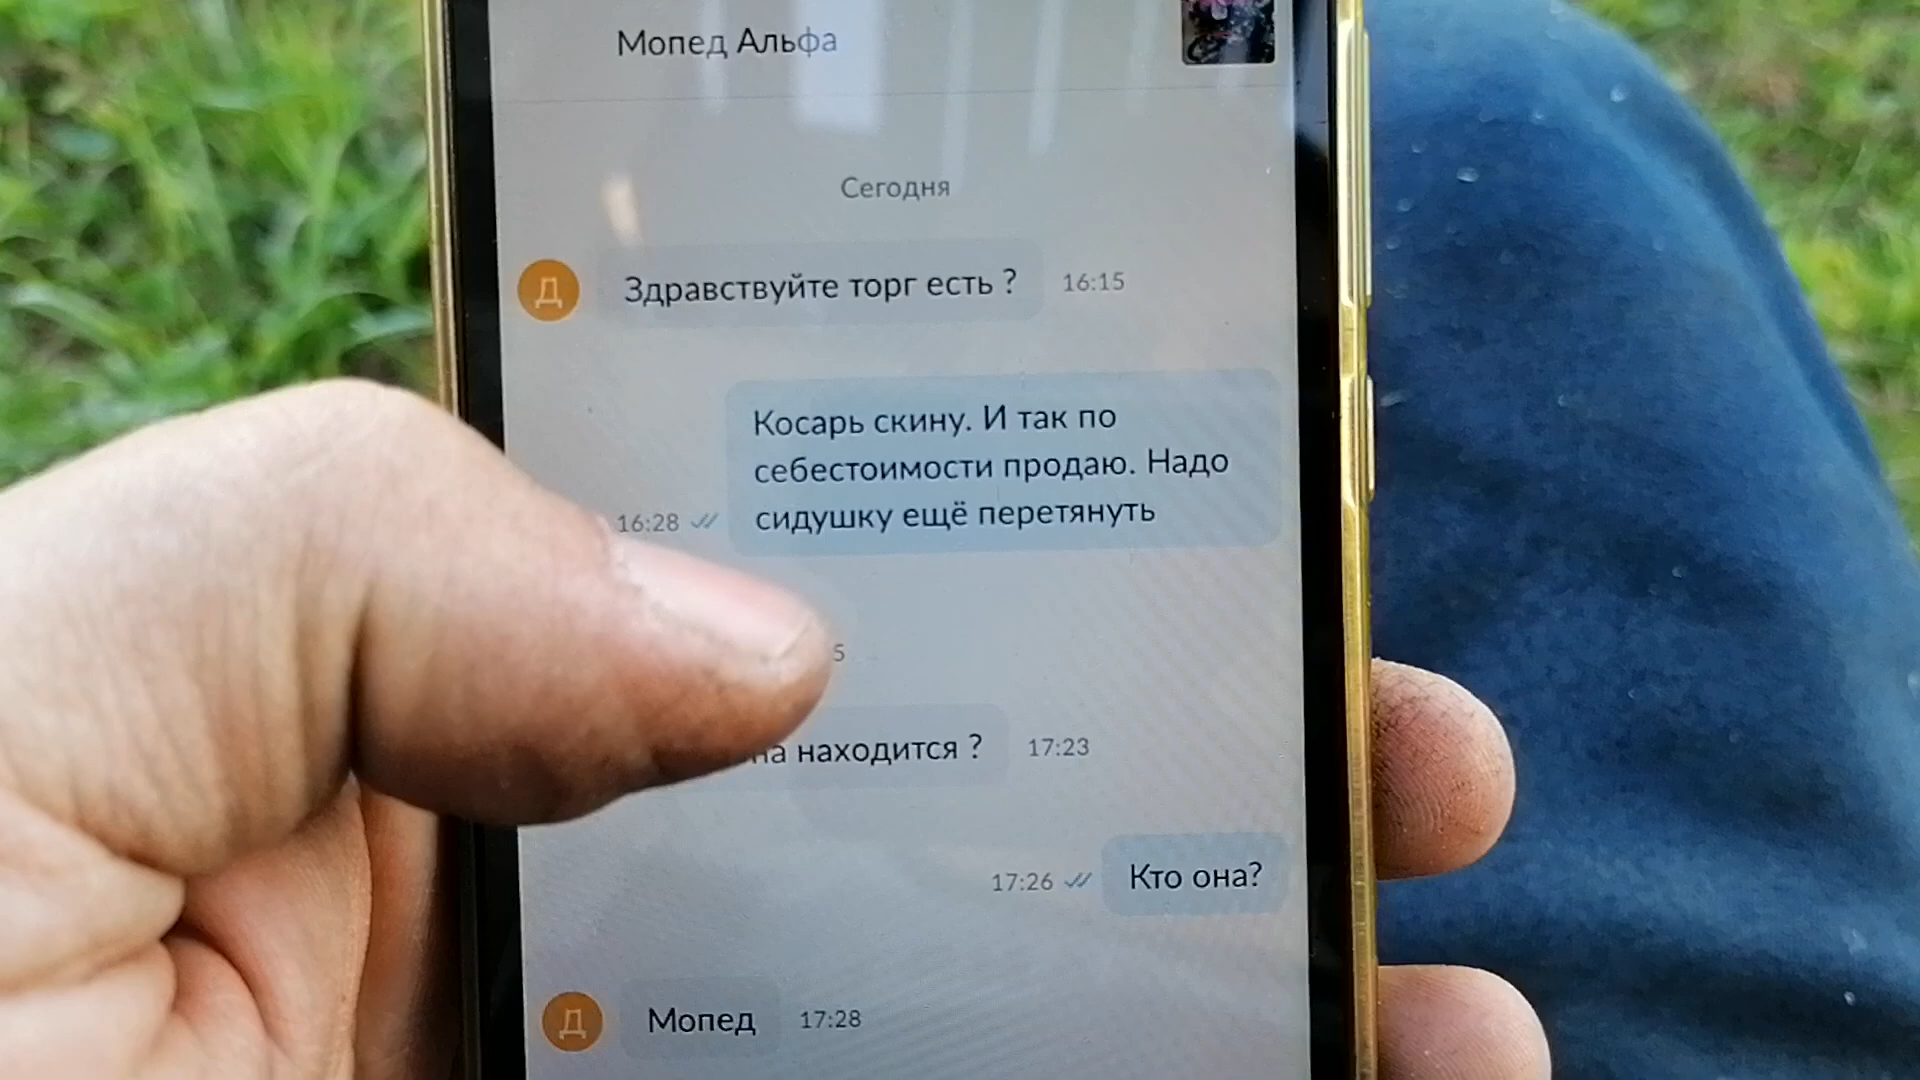 Мопед Альфа
Сегодня
Д
Здравствуйте торг есть ? 16:15
Косарь скину. И так по
себестоимости продаю. Надо
16:28 сидушку ещё перетянуть
5
находится ? 17:23
17:26 Кто она?
Д Мопед 17:28